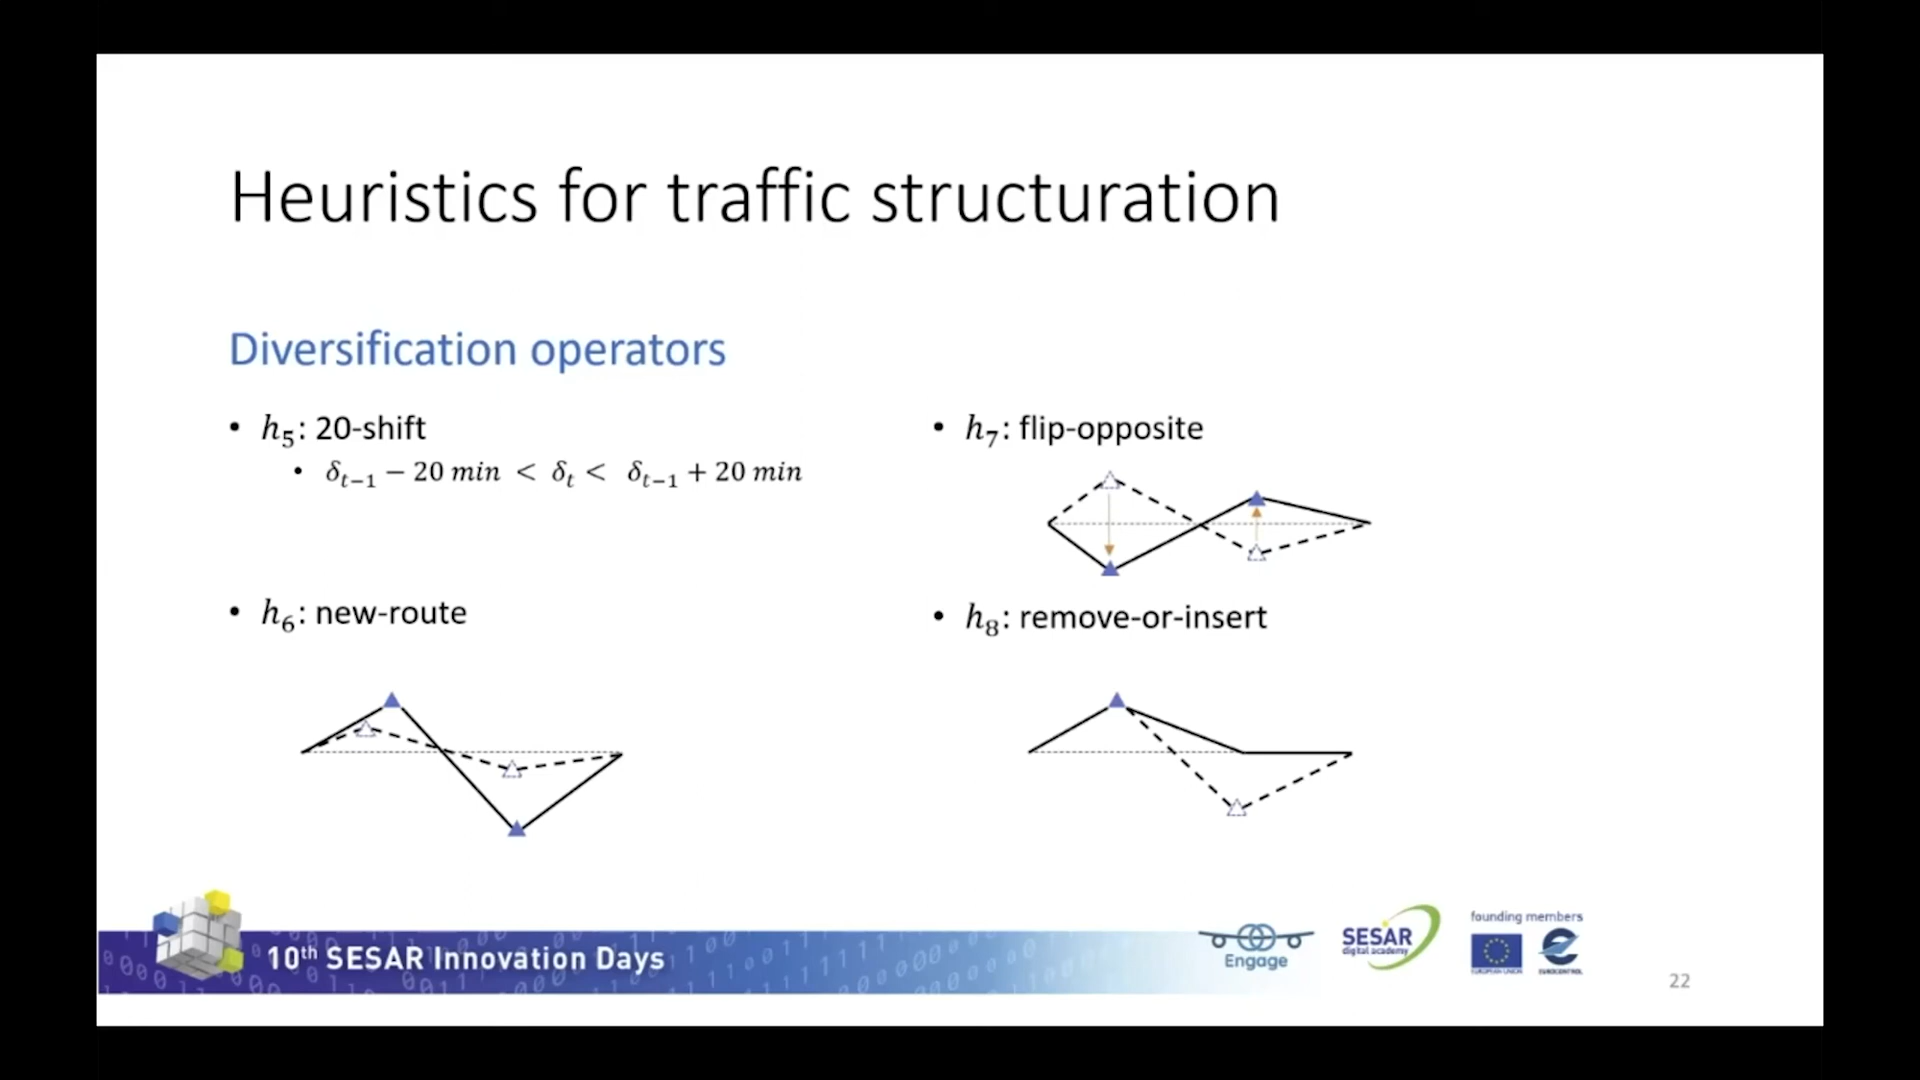 Heuristics for traffic structuration
Diversification operators
• h₅: 20-shift
• δₜ₋₁ − 20 min < δₜ < δₜ₋₁ + 20 min
• h₆: new-route
• h₇: flip-opposite
• h₈: remove-or-insert
10th SESAR Innovation Days
Engage
SESAR
digital academy
founding members
EUROPEAN UNION
EUROCONTROL
22